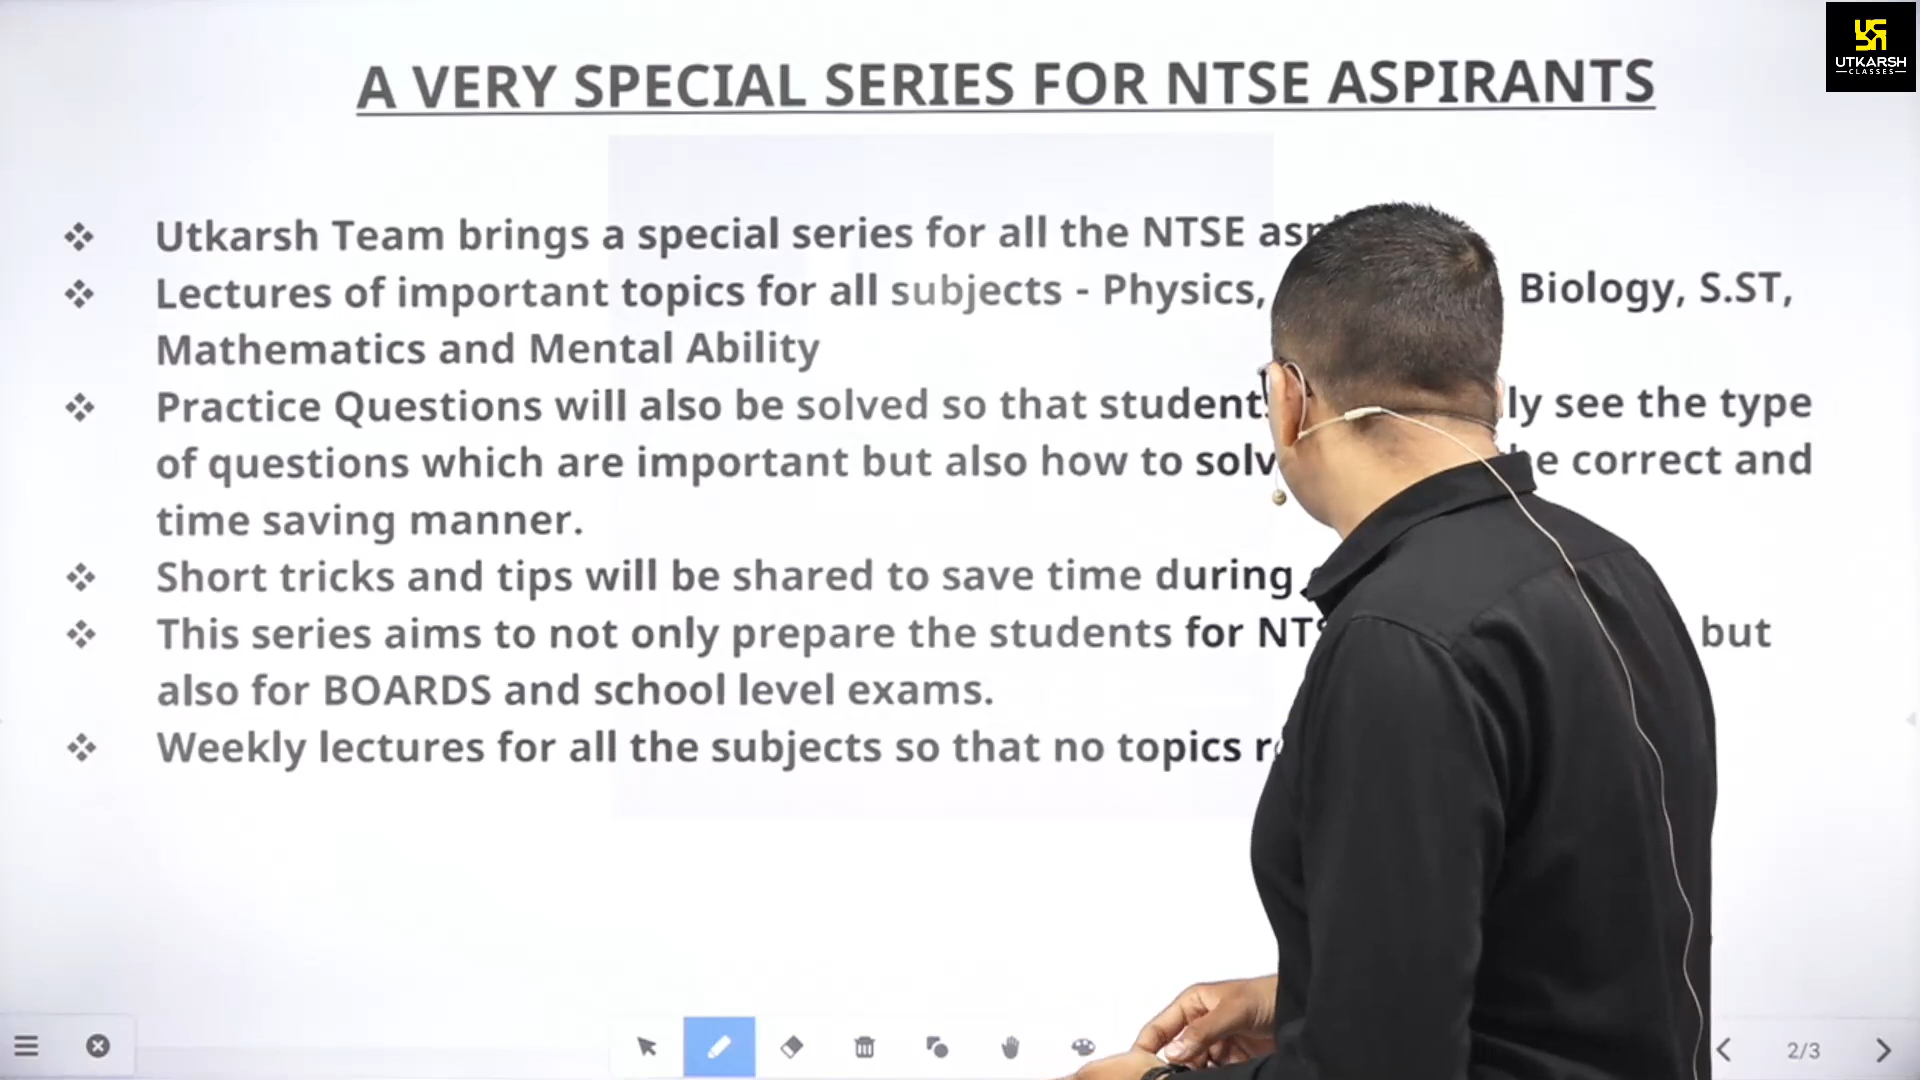 UTKARSH
CLASSES
A VERY SPECIAL SERIES FOR NTSE ASPIRANTS
❖ Utkarsh Team brings a special series for all the NTSE
❖ Lectures of important topics for all subjects - Physics, Biology, S.ST,
Mathematics and Mental Ability
❖ Practice Questions will also be solved so that see the type
of questions which are important but also how to correct and
time saving manner.
❖ Short tricks and tips will be shared to save time during
❖ This series aims to not only prepare the students for but
also for BOARDS and school level exams.
❖ Weekly lectures for all the subjects so that no topics
2/3